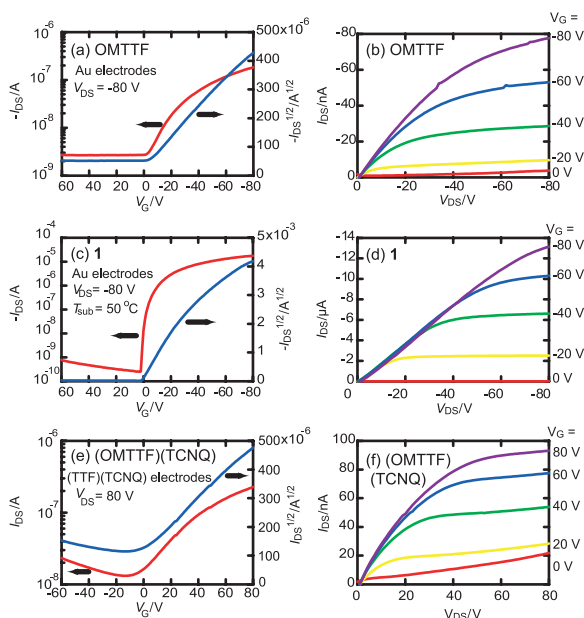 (a) OMTTF
Au electrodes
V_DS = -80 V
10^-6
10^-7
10^-8
10^-9
-I_DS/A
500x10^-6
400
300
200
100
0
-I_DS^1/2/A^1/2
60 40 20 0 -20 -40 -60 -80
V_G/V
(b) OMTTF
V_G =
-80 V
-60 V
-40 V
-20 V
0 V
-80
-60
-40
-20
0
I_DS/nA
0 -20 -40 -60 -80
V_DS/V
(c) 1
Au electrodes
V_DS = -80 V
T_sub = 50 °C
10^-4
10^-5
10^-6
10^-7
10^-8
10^-9
10^-10
-I_DS/A
5x10^-3
4
3
2
1
0
-I_DS^1/2/A^1/2
60 40 20 0 -20 -40 -60 -80
V_G/V
(d) 1
V_G =
-80 V
-60 V
-40 V
-20 V
0 V
-14
-12
-10
-8
-6
-4
-2
0
I_DS/µA
0 -20 -40 -60 -80
V_DS/V
(e) (OMTTF)(TCNQ)
(TTF)(TCNQ) electrodes
V_DS = 80 V
10^-6
10^-7
10^-8
I_DS/A
500x10^-6
400
300
200
100
0
I_DS^1/2/A^1/2
-60 -40 -20 0 20 40 60 80
V_G/V
(f) (OMTTF)
(TCNQ)
V_G =
80 V
60 V
40 V
20 V
0 V
100
80
60
40
20
0
I_DS/nA
0 20 40 60 80
V_DS/V